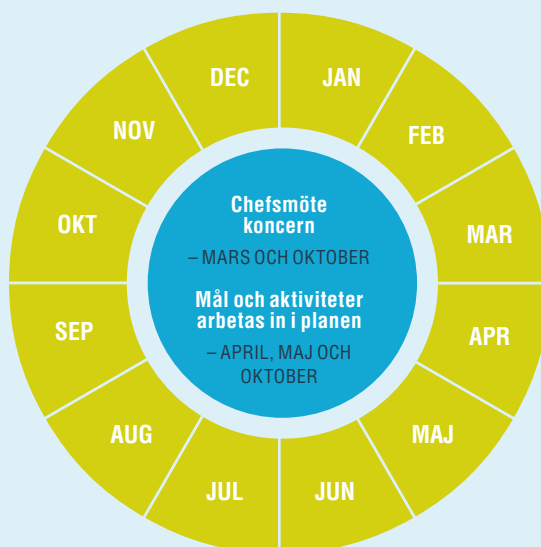 DEC
JAN
NOV
FEB
OKT
MAR
SEP
APR
AUG
MAJ
JUL
JUN
Chefsmöte
koncern
– MARS OCH OKTOBER
Mål och aktiviteter
arbetas in i planen
– APRIL, MAJ OCH
OKTOBER